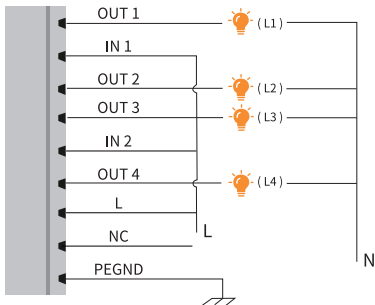 OUT 1 (L1)
IN 1
OUT 2 (L2)
OUT 3 (L3)
IN 2
OUT 4 (L4)
L
L
NC
N
PEGND